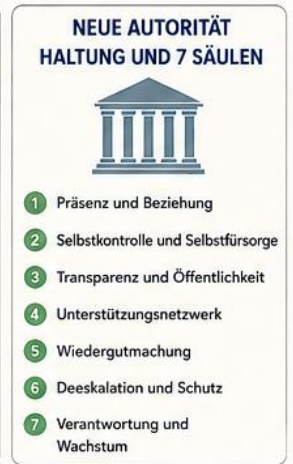 NEUE AUTORITÄT
HALTUNG UND 7 SÄULEN
1 Präsenz und Beziehung
2 Selbstkontrolle und Selbstfürsorge
3 Transparenz und Öffentlichkeit
4 Unterstützungsnetzwerk
5 Wiedergutmachung
6 Deeskalation und Schutz
7 Verantwortung und
Wachstum